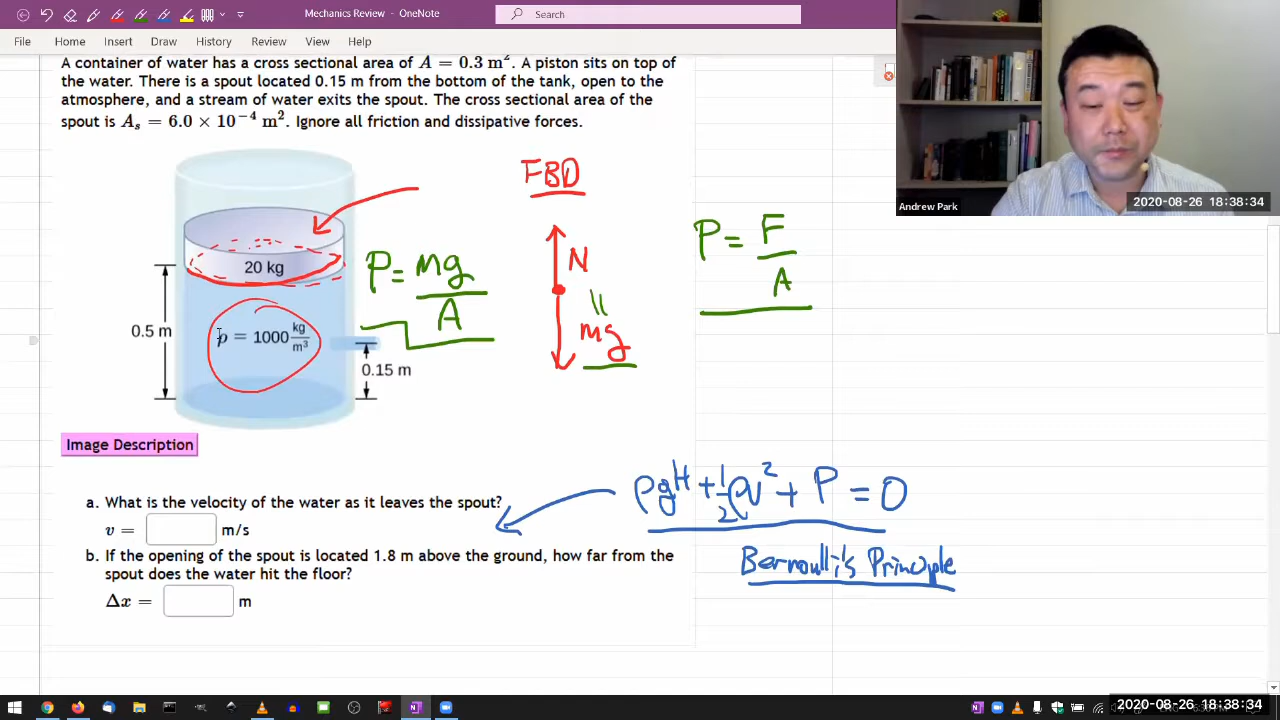 Mechanics Review - OneNote
Search
File Home Insert Draw History Review View Help
A container of water has a cross sectional area of A = 0.3 m². A piston sits on top of
the water. There is a spout located 0.15 m from the bottom of the tank, open to the
atmosphere, and a stream of water exits the spout. The cross sectional area of the
spout is Aₛ = 6.0 × 10⁻⁴ m². Ignore all friction and dissipative forces.
FBD
N
mg
P = F/A
P = mg/A
20 kg
0.5 m
ρ = 1000 kg/m³
0.15 m
Image Description
ρgH + ½ρv² + P = 0
Bernoulli's Principle
a. What is the velocity of the water as it leaves the spout?
v = m/s
b. If the opening of the spout is located 1.8 m above the ground, how far from the
spout does the water hit the floor?
Δx = m
Andrew Park
2020-08-26 18:38:34
2020-08-26 18:38:34